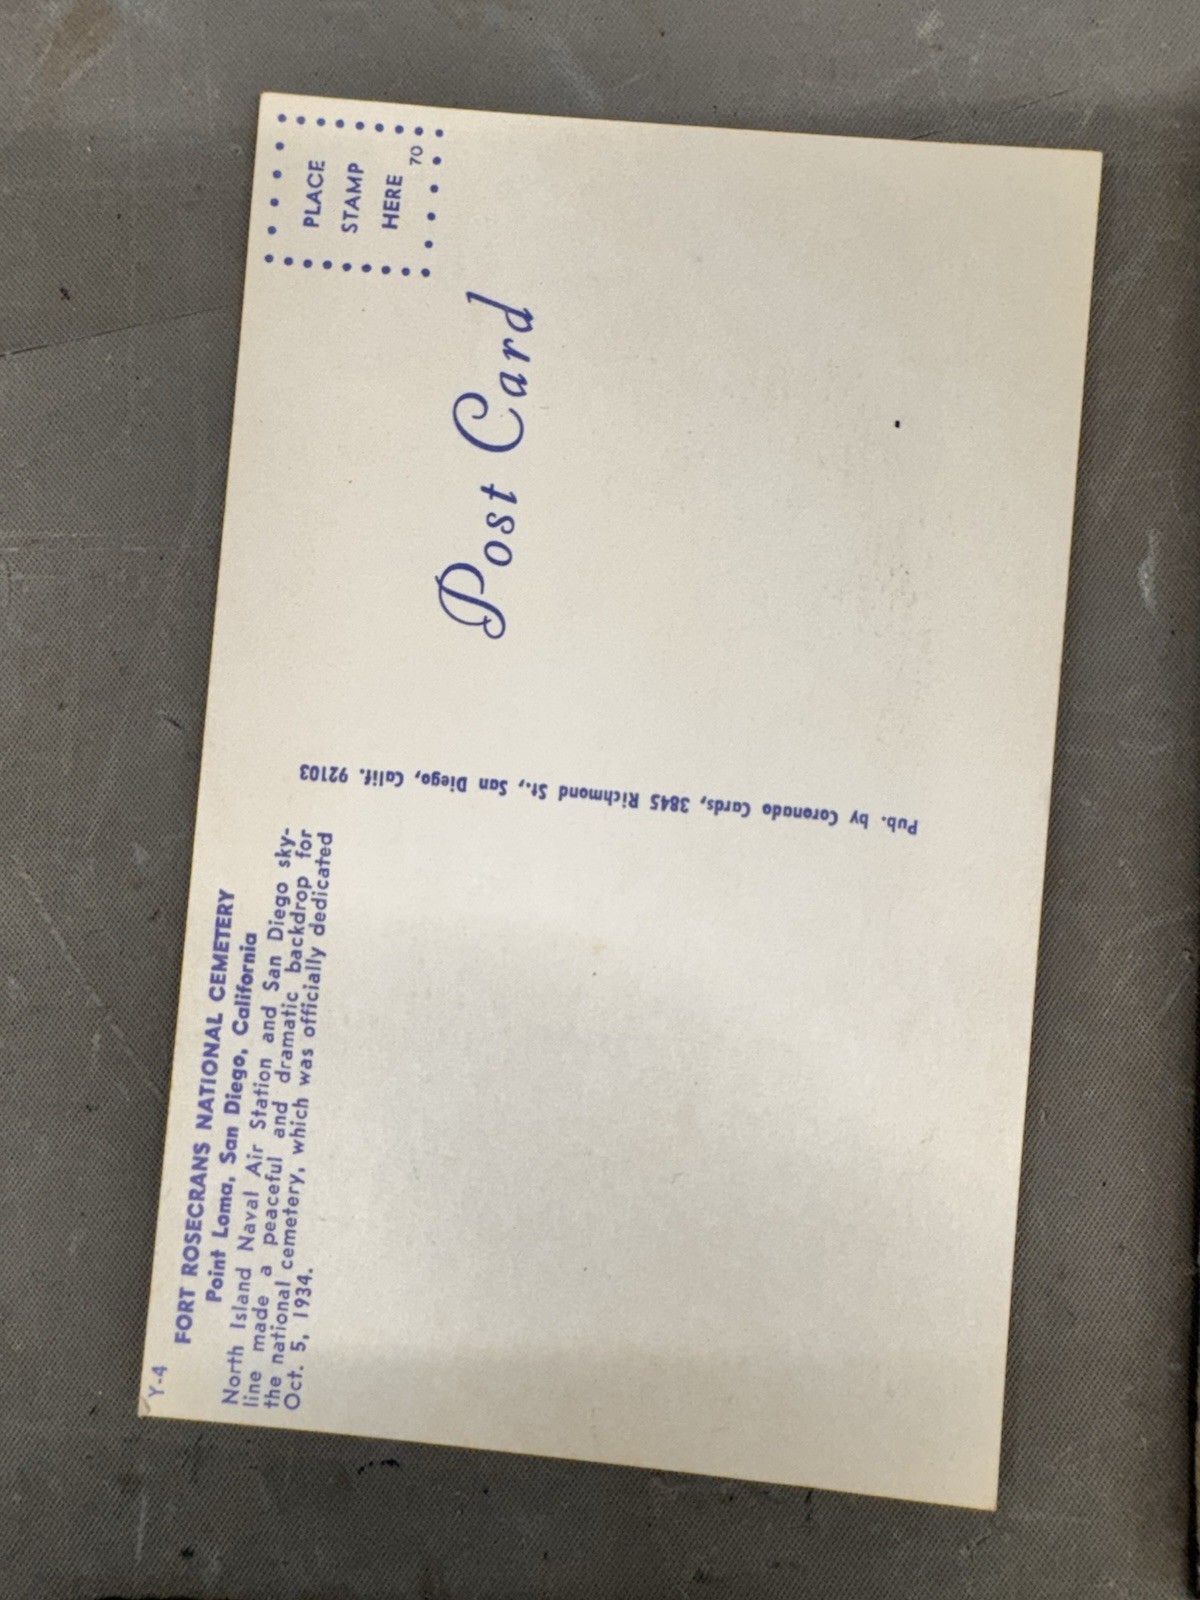 Y-4
FORT ROSECRANS NATIONAL CEMETERY
Point Loma, San Diego, California
North Island Naval Air Station and San Diego sky-
line made a peaceful and dramatic backdrop for
the national cemetery, which was officially dedicated
Oct. 5, 1934.
Pub. by Coronado Cards, 3845 Richmond St., San Diego, Calif. 92103
Post Card
PLACE
STAMP
HERE
70